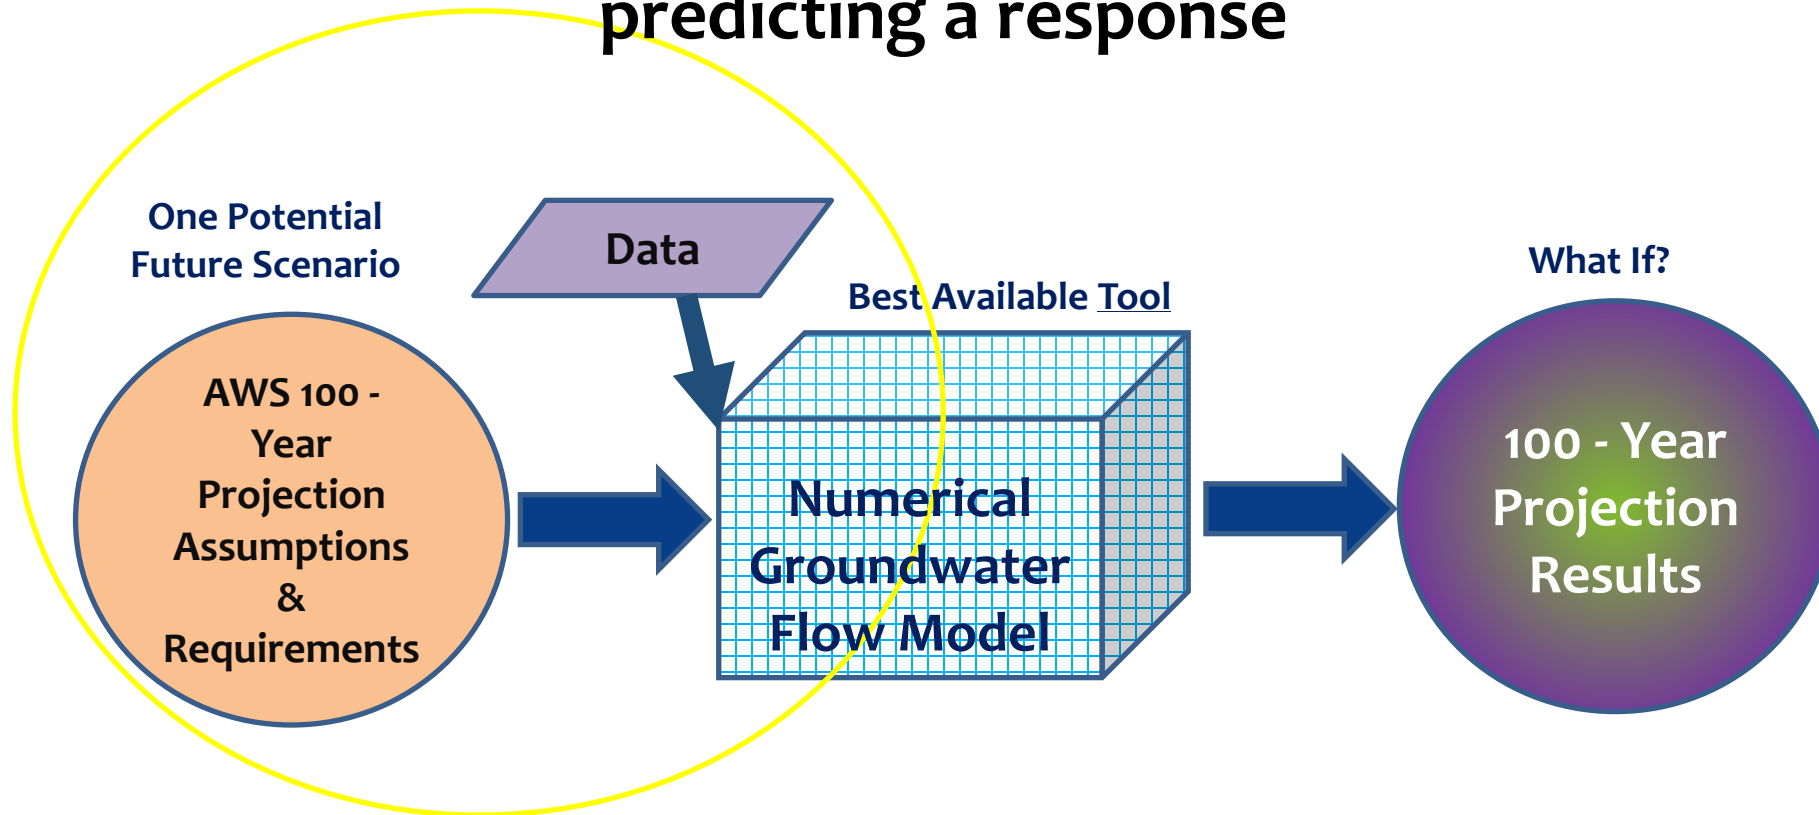 predicting a response
One Potential
Future Scenario
Data
Best Available Tool
What If?
AWS 100 -
Year
Projection
Assumptions
&
Requirements
Numerical
Groundwater
Flow Model
100 - Year
Projection
Results